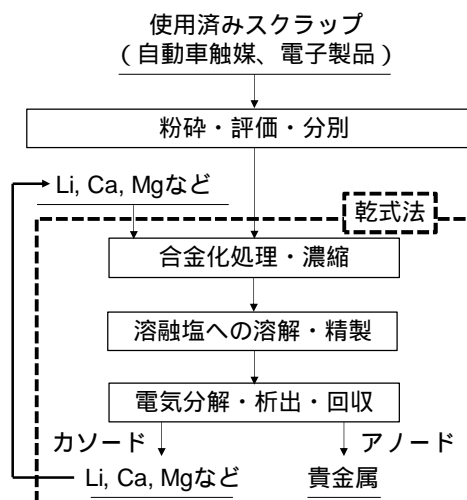 使用済みスクラップ
(自動車触媒、電子製品)
粉砕・評価・分別
Li, Ca, Mgなど
乾式法
合金化処理・濃縮
溶融塩への溶解・精製
電気分解・析出・回収
カソード
アノード
Li, Ca, Mgなど
貴金属